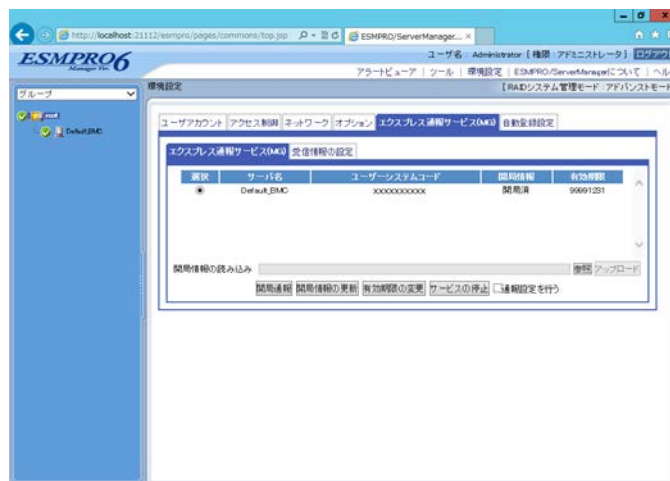 http://localhost:21112/esmpro/pages/commons/top.jsp
ESMPRO/ServerManager...
ESMPRO6
Manager Ver.
ユーザ名 : Administrator [ 権限 : アドミニストレータ ]
アラートビューア | ツール | 環境設定 | ESMPRO/ServerManagerについて | ヘル
グループ
環境設定
[ RAIDシステム管理モード : アドバンストモード
root
Default_BMC
ユーザアカウント アクセス制御 ネットワーク オプション エクスプレス通報サービス(MG) 自動登録設定
エクスプレス通報サービス(MG) 受信情報の設定
選択 サーバ名 ユーザーシステムコード 開局情報 有効期限
Default_BMC xxxxxxxxxx 開局済 99991231
開局情報の読み込み 参照 アップロード
開局通報 開局情報の更新 有効期限の変更 サービスの停止 通報設定を行う